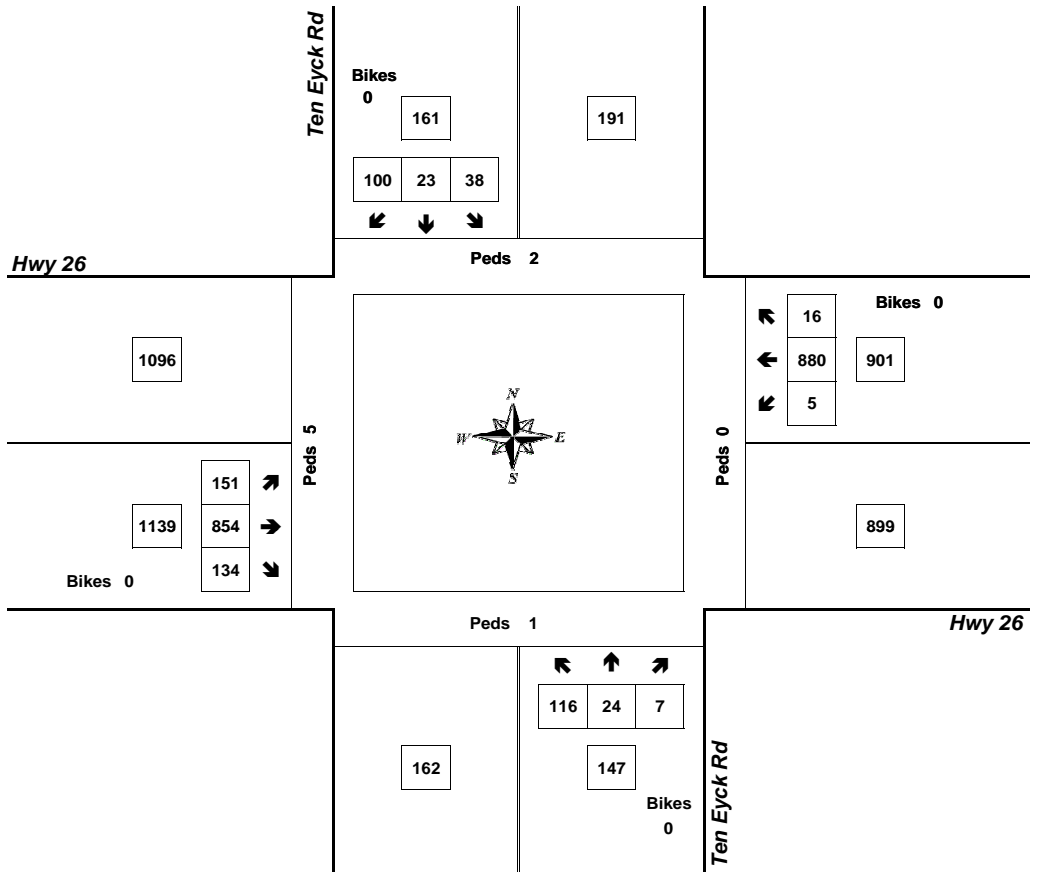 Ten Eyck Rd
Bikes
0
161
191
100 23 38
Peds 2
Hwy 26
Bikes 0
16
1096
880 901
5
N
W E
S
Peds 5
Peds 0
151
1139 854
134
899
Bikes 0
Peds 1
Hwy 26
116 24 7
162
147
Bikes
0
Ten Eyck Rd